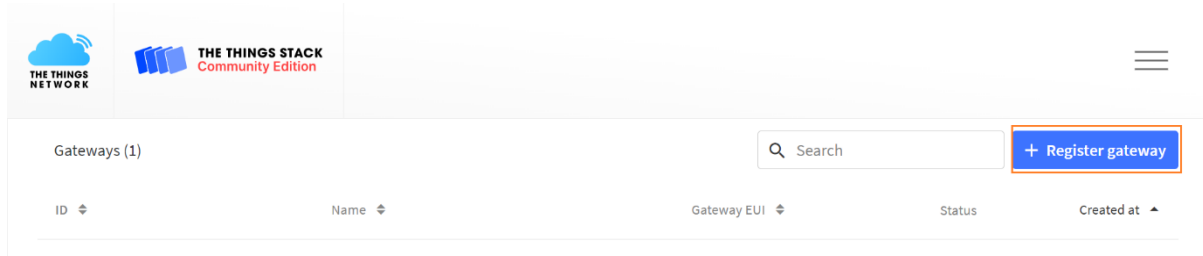 THE THINGS
NETWORK
THE THINGS STACK
Community Edition
Gateways (1)
Search
+ Register gateway
ID
Name
Gateway EUI
Status
Created at